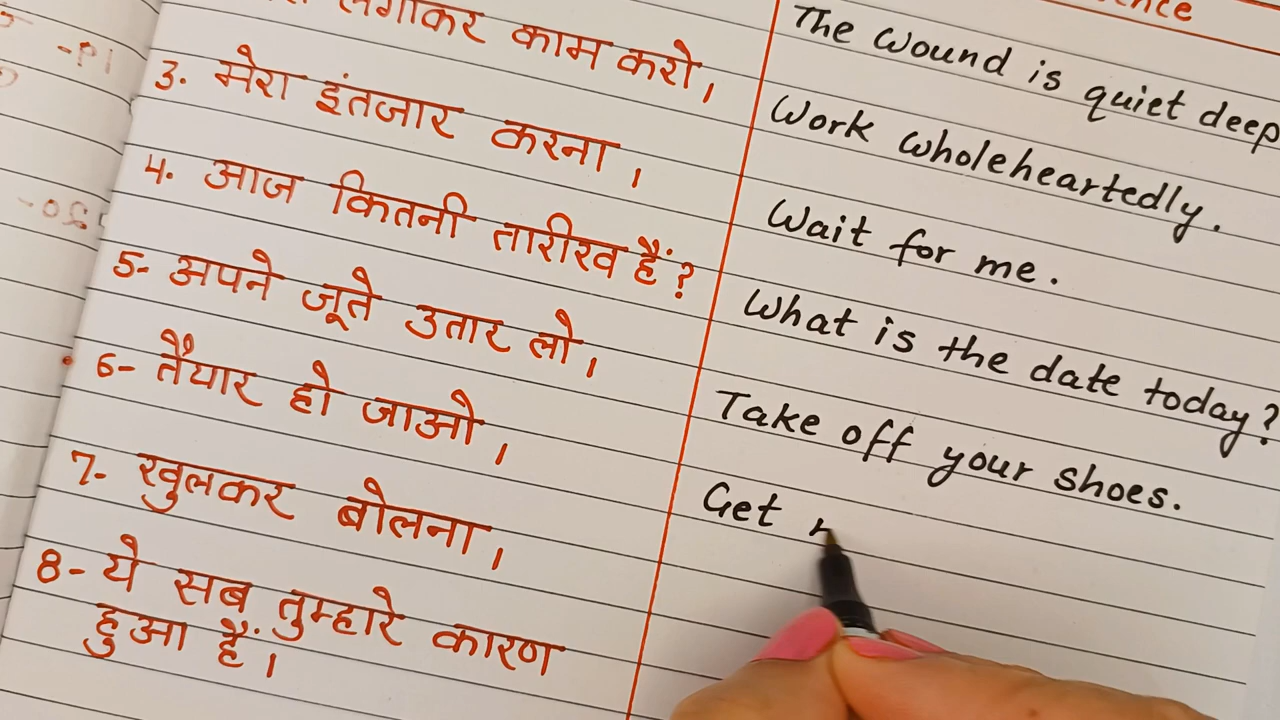 लगाकर काम करो।
3. मेरा इंतजार करना।
4. आज कितनी तारीख हैं?
5- अपने जूते उतार लो।
6- तैयार हो जाओ।
7- खुलकर बोलना।
8- ये सब तुम्हारे कारण
हुआ हैं।
The wound is quiet deep
Work wholeheartedly.
Wait for me.
What is the date today?
Take off your shoes.
Get